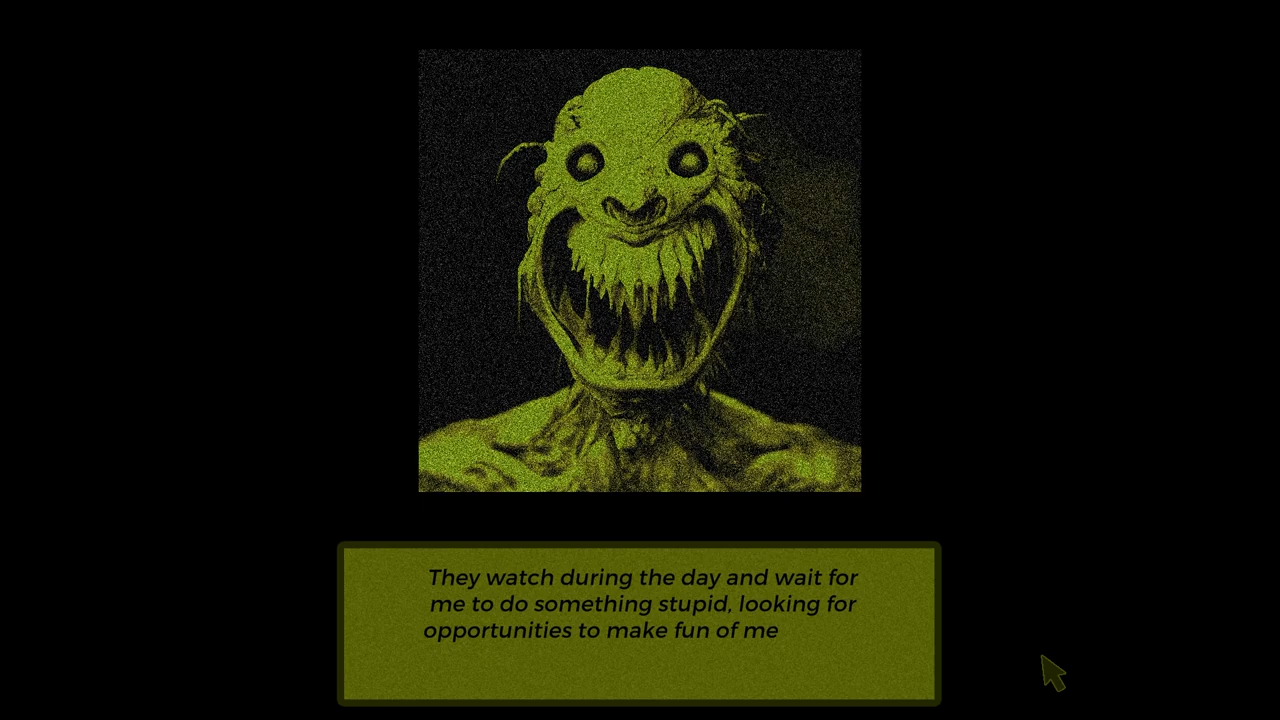 They watch during the day and wait for
me to do something stupid, looking for
opportunities to make fun of me